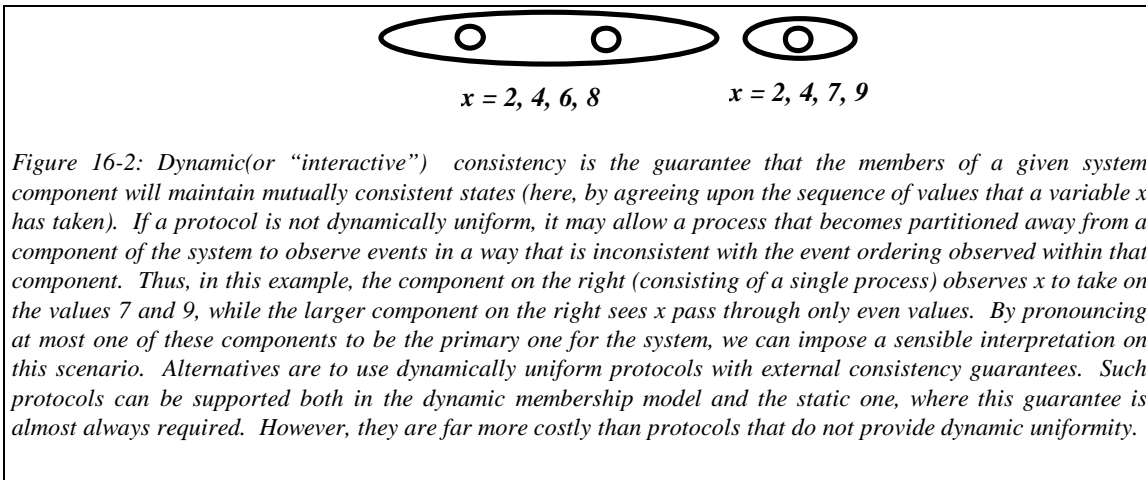 x = 2, 4, 6, 8
x = 2, 4, 7, 9
Figure 16-2: Dynamic(or “interactive”) consistency is the guarantee that the members of a given system
component will maintain mutually consistent states (here, by agreeing upon the sequence of values that a variable x
has taken). If a protocol is not dynamically uniform, it may allow a process that becomes partitioned away from a
component of the system to observe events in a way that is inconsistent with the event ordering observed within that
component. Thus, in this example, the component on the right (consisting of a single process) observes x to take on
the values 7 and 9, while the larger component on the right sees x pass through only even values. By pronouncing
at most one of these components to be the primary one for the system, we can impose a sensible interpretation on
this scenario. Alternatives are to use dynamically uniform protocols with external consistency guarantees. Such
protocols can be supported both in the dynamic membership model and the static one, where this guarantee is
almost always required. However, they are far more costly than protocols that do not provide dynamic uniformity.